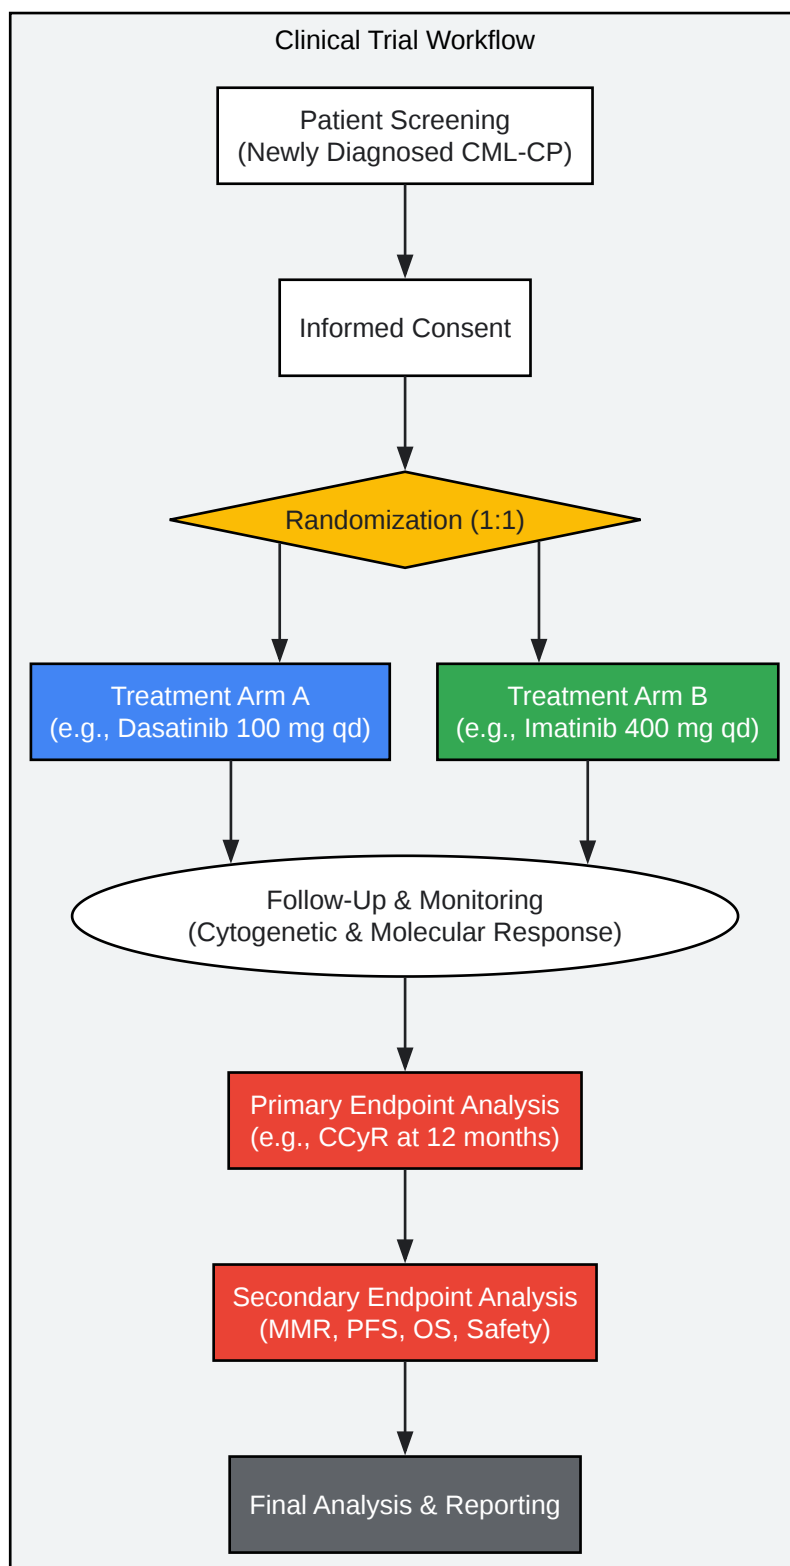 Clinical Trial Workflow
Patient Screening
(Newly Diagnosed CML-CP)
Informed Consent
Randomization (1:1)
Treatment Arm A
(e.g., Dasatinib 100 mg qd)
Treatment Arm B
(e.g., Imatinib 400 mg qd)
Follow-Up & Monitoring
(Cytogenetic & Molecular Response)
Primary Endpoint Analysis
(e.g., CCyR at 12 months)
Secondary Endpoint Analysis
(MMR, PFS, OS, Safety)
Final Analysis & Reporting